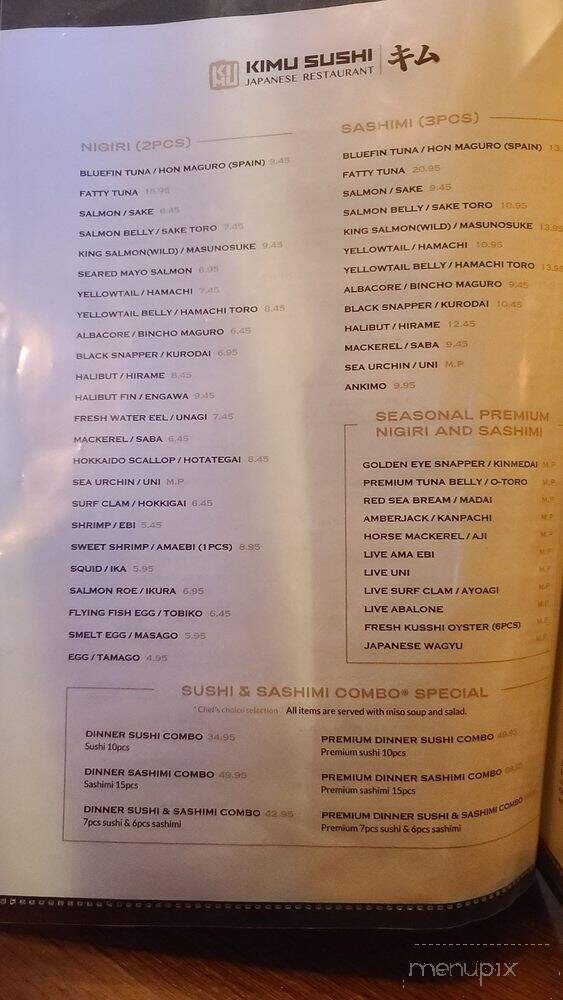 KIMU SUSHI キム
JAPANESE RESTAURANT
NIGIRI (2PCS)
BLUEFIN TUNA / HON MAGURO (SPAIN) 9.45
FATTY TUNA 18.95
SALMON / SAKE 6.45
SALMON BELLY / SAKE TORO 7.45
KING SALMON(WILD) / MASUNOSUKE 9.45
SEARED MAYO SALMON 6.95
YELLOWTAIL / HAMACHI 7.45
YELLOWTAIL BELLY / HAMACHI TORO 8.45
ALBACORE / BINCHO MAGURO 6.45
BLACK SNAPPER / KURODAI 6.95
HALIBUT / HIRAME 8.45
HALIBUT FIN / ENGAWA 9.45
FRESH WATER EEL / UNAGI 7.45
MACKEREL / SABA 6.45
HOKKAIDO SCALLOP / HOTATEGAI 8.45
SEA URCHIN / UNI M.P
SURF CLAM / HOKKIGAI 6.45
SHRIMP / EBI 5.45
SWEET SHRIMP / AMAEBI (1PCS) 8.95
SQUID / IKA 5.95
SALMON ROE / IKURA 6.95
FLYING FISH EGG / TOBIKO 6.45
SMELT EGG / MASAGO 5.95
EGG / TAMAGO 4.95
SASHIMI (3PCS)
BLUEFIN TUNA / HON MAGURO (SPAIN)
FATTY TUNA 20.95
SALMON / SAKE 9.45
SALMON BELLY / SAKE TORO 10.95
KING SALMON(WILD) / MASUNOSUKE 13.95
YELLOWTAIL / HAMACHI 10.95
YELLOWTAIL BELLY / HAMACHI TORO 13.95
ALBACORE / BINCHO MAGURO 9.45
BLACK SNAPPER / KURODAI 10.45
HALIBUT / HIRAME 12.45
MACKEREL / SABA 9.45
SEA URCHIN / UNI M.P
ANKIMO 9.95
SEASONAL PREMIUM
NIGIRI AND SASHIMI
GOLDEN EYE SNAPPER / KINMEDAI M.P
PREMIUM TUNA BELLY / O-TORO M.P
RED SEA BREAM / MADAI M.P
AMBERJACK / KANPACHI M.P
HORSE MACKEREL / AJI M.P
LIVE AMA EBI M.P
LIVE UNI M.P
LIVE SURF CLAM / AYOAGI M.P
LIVE ABALONE M.P
FRESH KUSSHI OYSTER (6PCS) M.P
JAPANESE WAGYU M.P
SUSHI & SASHIMI COMBO* SPECIAL
* Chef's choice selection All items are served with miso soup and salad.
DINNER SUSHI COMBO 34.95
Sushi 10pcs
DINNER SASHIMI COMBO 49.95
Sashimi 15pcs
DINNER SUSHI & SASHIMI COMBO 42.95
7pcs sushi & 6pcs sashimi
PREMIUM DINNER SUSHI COMBO 49.95
Premium sushi 10pcs
PREMIUM DINNER SASHIMI COMBO
Premium sashimi 15pcs
PREMIUM DINNER SUSHI & SASHIMI COMBO
Premium 7pcs sushi & 6pcs sashimi
menupix